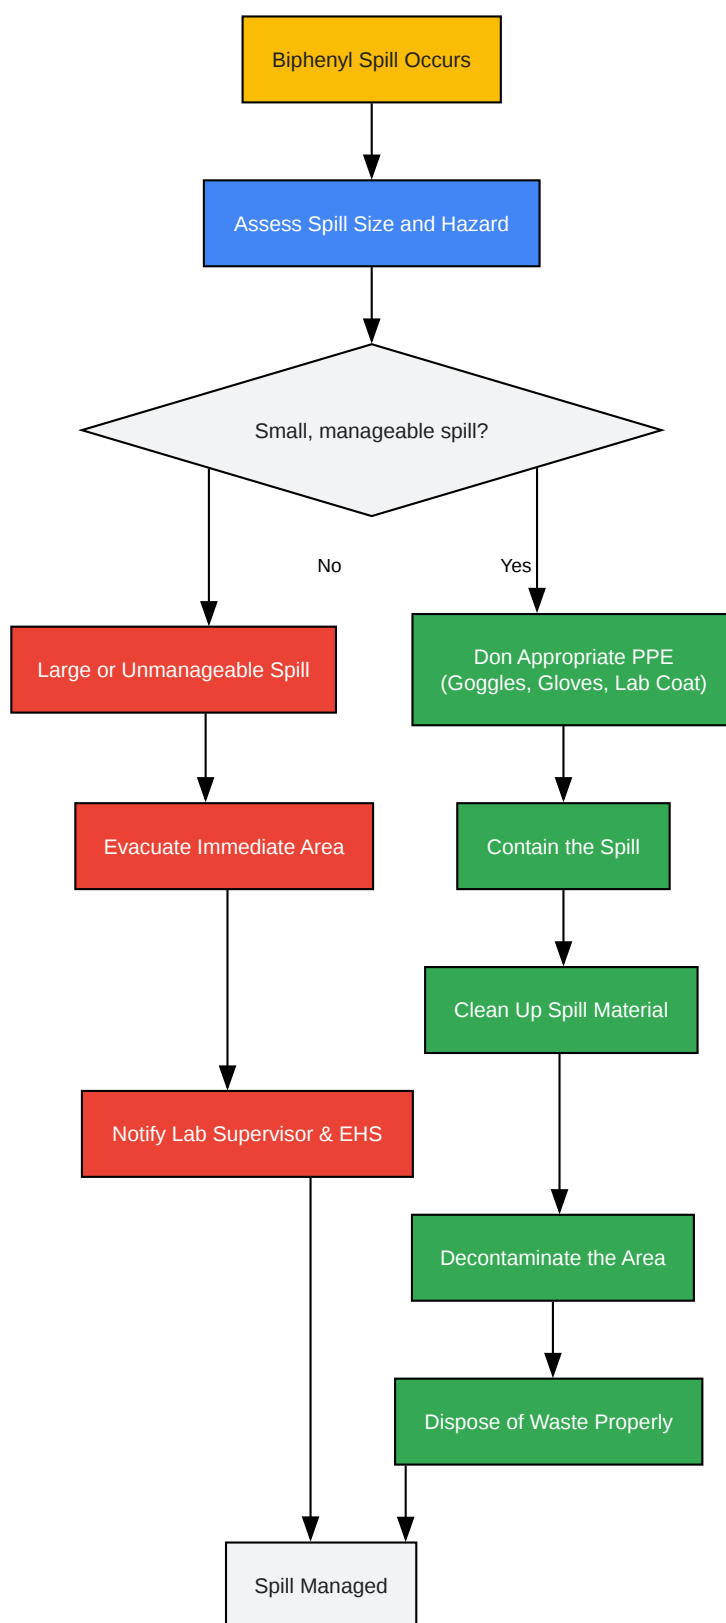 Biphenyl Spill Occurs
Assess Spill Size and Hazard
Small, manageable spill?
No
Yes
Large or Unmanageable Spill
Don Appropriate PPE
(Goggles, Gloves, Lab Coat)
Evacuate Immediate Area
Contain the Spill
Clean Up Spill Material
Notify Lab Supervisor & EHS
Decontaminate the Area
Dispose of Waste Properly
Spill Managed